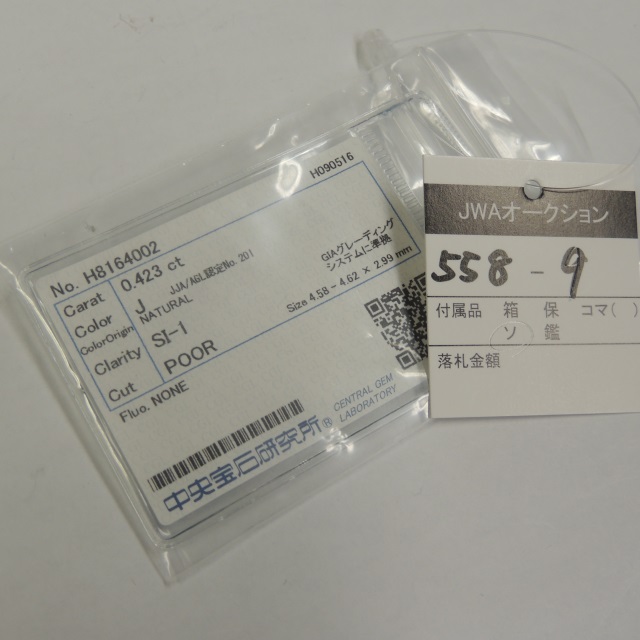 H090516
No. H8164002
Carat 0.423 ct
Color J JJA/AGL認定No. 201
ColorOrigin NATURAL
Clarity SI-1
Cut POOR
GIAグレーディング
システムに準拠
Size 4.58 - 4.62 × 1.99 mm
Fluo. NONE
中央宝石研究所® CENTRAL GEM
LABORATORY
JWAオークション
558 - 9
付属品 箱 保 コマ( )
ソ 鑑
落札金額